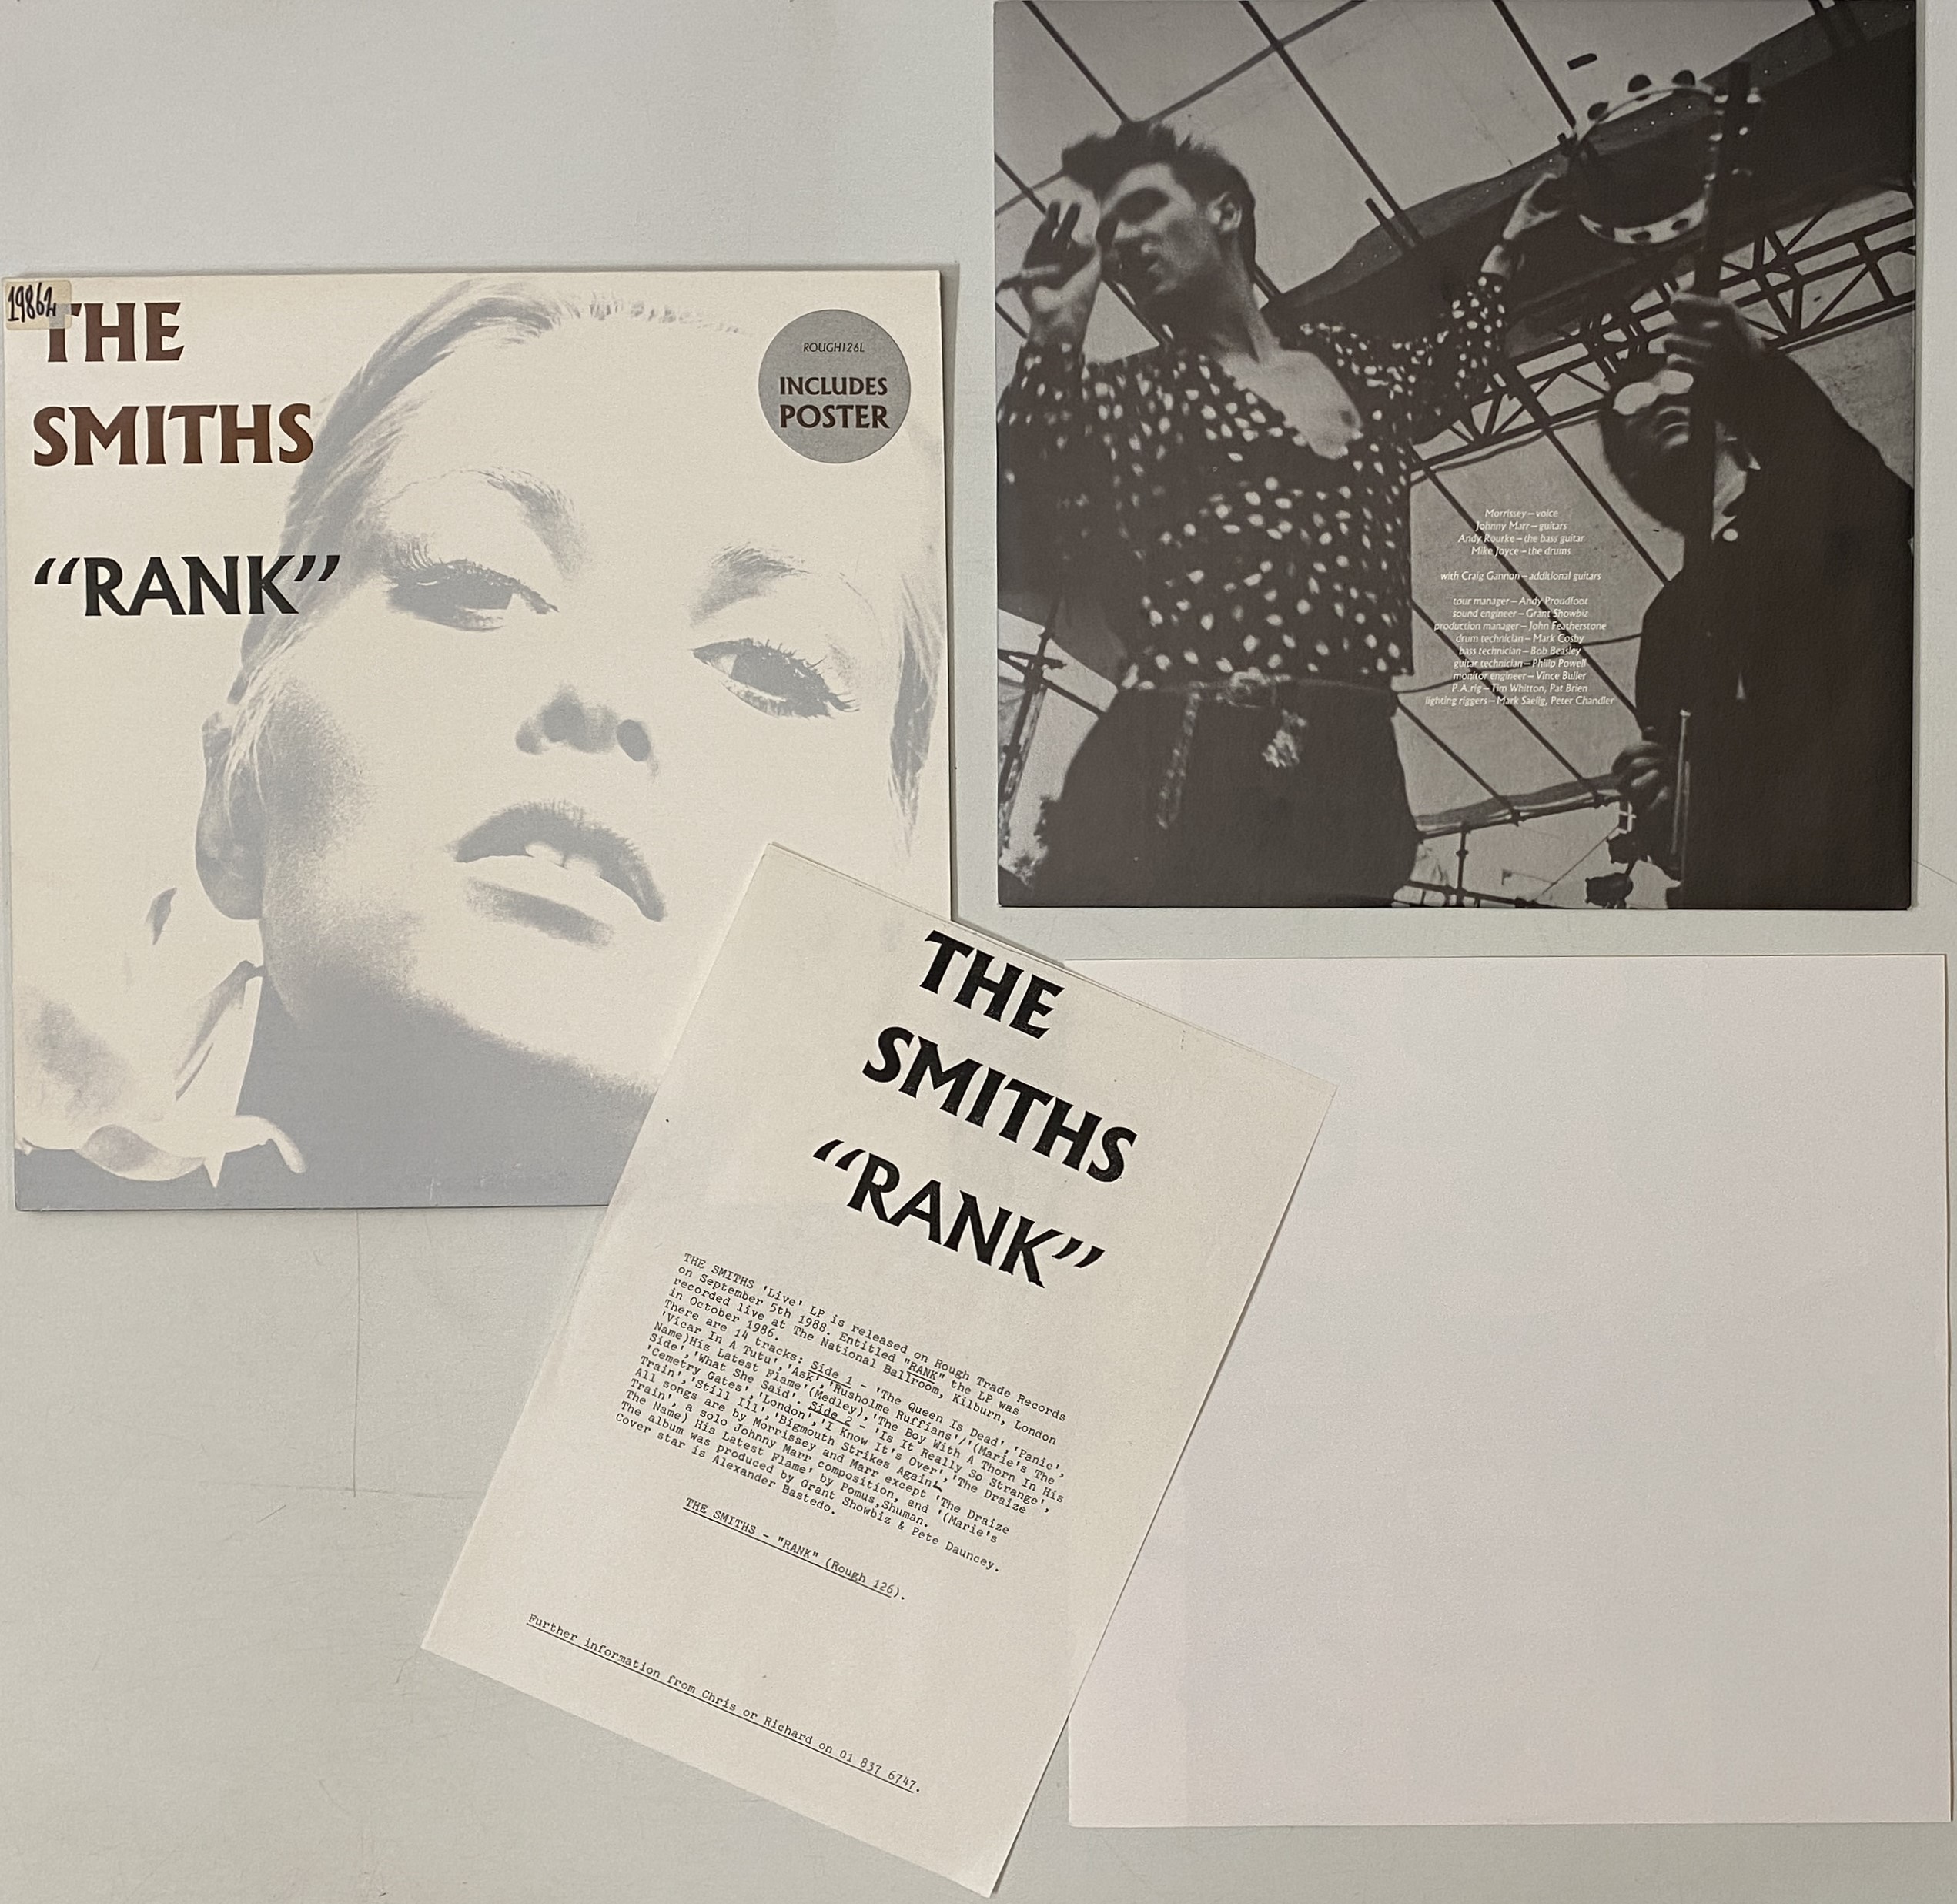 19862
THE
SMITHS
“RANK”
ROUGH126L
INCLUDES
POSTER
Morrissey – voice
Johnny Marr – guitars
Andy Rourke – the bass guitar
Mike Joyce – the drums
with Craig Gannon – additional guitars
tour manager – Andy Proudfoot
sound engineer – Grant Showbiz
production manager – John Featherstone
drum technician – Mark Cosby
bass technician – Bob Beasley
guitar technician – Philip Powell
monitor engineer – Vince Buller
P.A.rig – Tim Whitton, Pat Brien
lighting riggers – Mark Saelig, Peter Chandler
THE
SMITHS
“RANK”
THE SMITHS 'Live' LP is released on Rough Trade Records
on September 5th 1988. Entitled "RANK" the LP was
recorded live at The National Ballroom, Kilburn, London
in October 1986.
There are 14 tracks: Side 1 - 'The Queen Is Dead', 'Panic',
'Vicar In A Tutu', 'Ask', 'Rusholme Ruffians'/'(Marie's The
Name)His Latest Flame'(Medley), 'The Boy With A Thorn In His
Side', 'What She Said'. Side 2 - 'Is It Really So Strange',
'Cemetry Gates', 'London', 'I Know It's Over', 'The Draize
Train', 'Still Ill', 'Bigmouth Strikes Again'.
All songs are by Morrissey and Marr except 'The Draize
Train', a solo Johnny Marr composition, and '(Marie's
The Name) His Latest Flame' by Pomus,Shuman.
The album was produced by Grant Showbiz & Pete Dauncey.
Cover star is Alexander Bastedo.
THE SMITHS - "RANK" (Rough 126).
Further information from Chris or Richard on 01 837 6747.